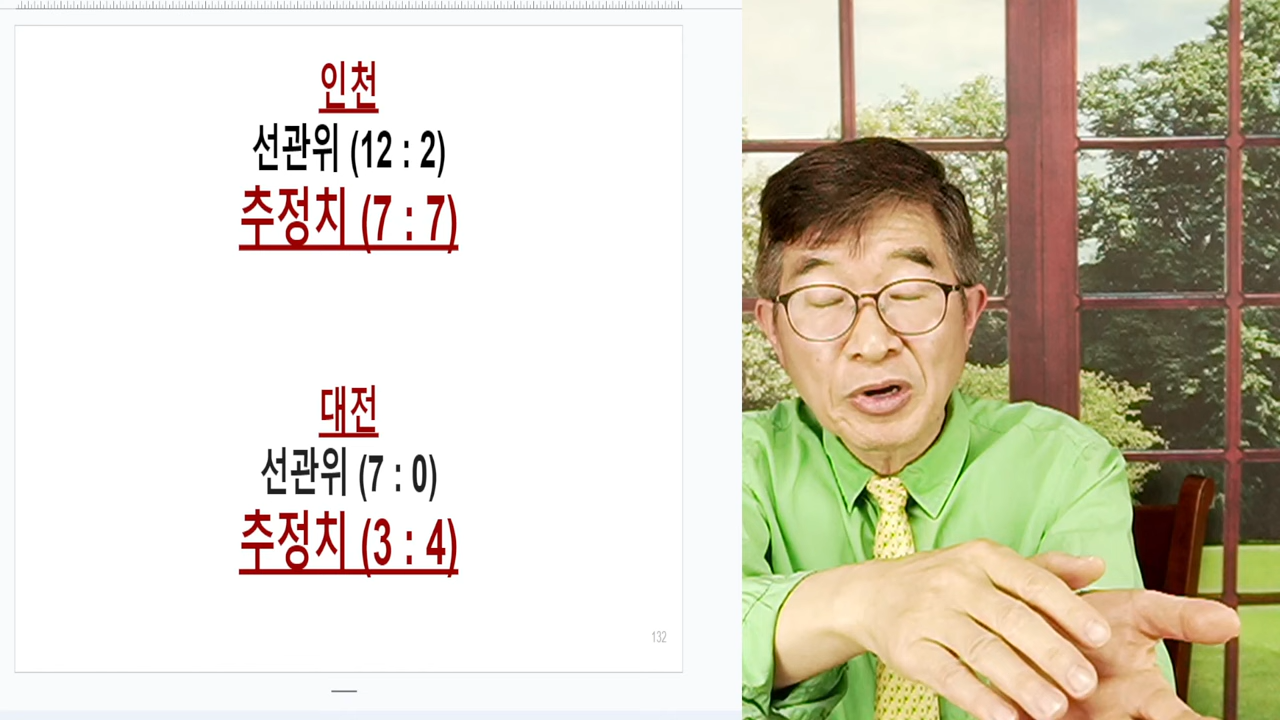 인천
선관위 (12 : 2)
추정치 (7 : 7)
대전
선관위 (7 : 0)
추정치 (3 : 4)
132